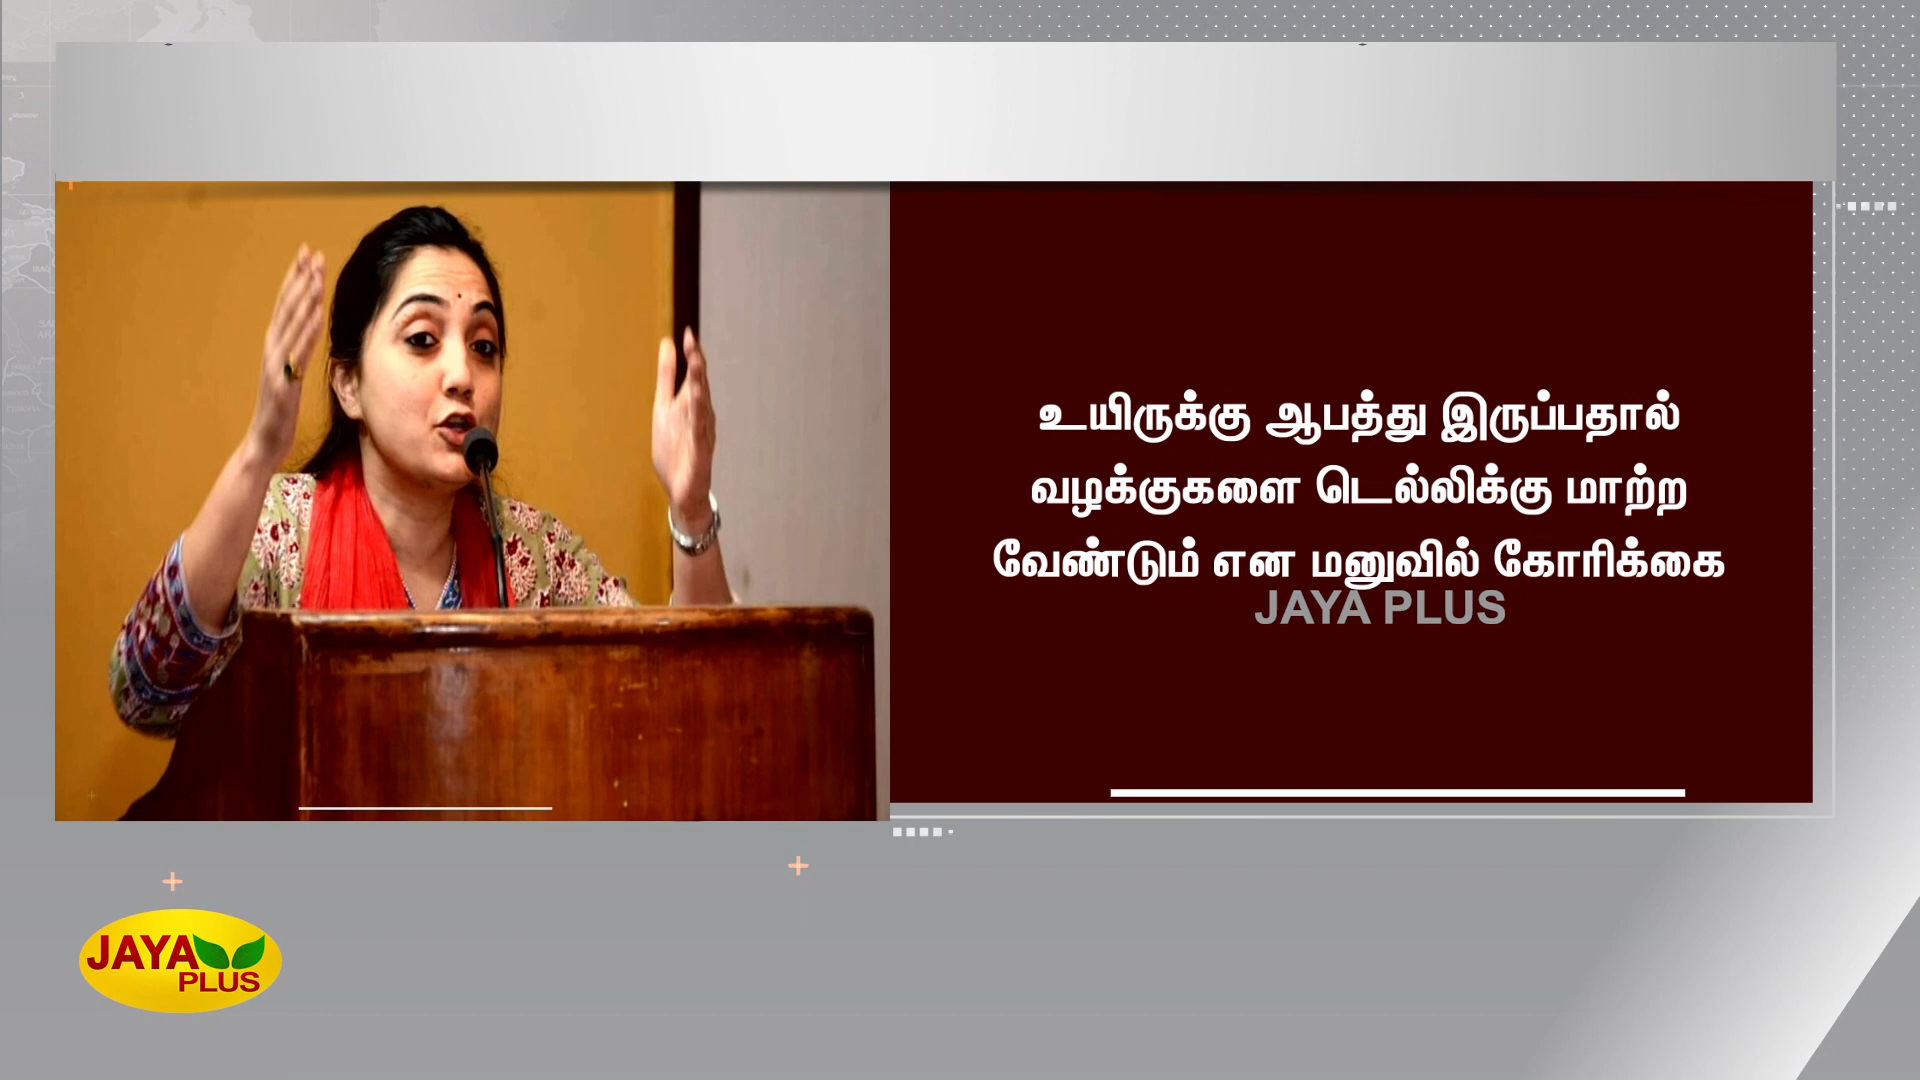 உயிருக்கு ஆபத்து இருப்பதால்
வழக்குகளை டெல்லிக்கு மாற்ற
வேண்டும் என மனுவில் கோரிக்கை
JAYA PLUS
JAYA
PLUS